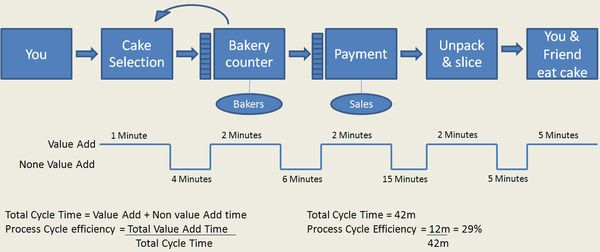 You
Cake
Selection
Bakery
counter
Payment
Unpack
& slice
You &
Friend
eat cake
Bakers
Sales
1 Minute
2 Minutes
2 Minutes
2 Minutes
5 Minutes
Value Add
None Value Add
4 Minutes
6 Minutes
15 Minutes
5 Minutes
Total Cycle Time = Value Add + Non value Add time
Process Cycle efficiency = Total Value Add Time
Total Cycle Time
Total Cycle Time = 42m
Process Cycle Efficiency = 12m = 29%
42m